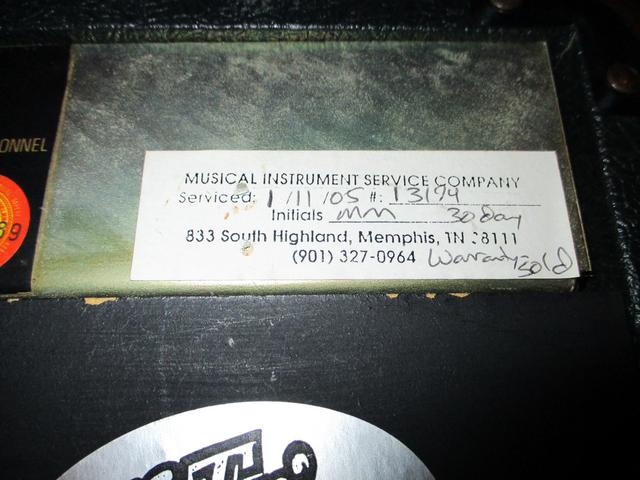 ONNEL
89
MUSICAL INSTRUMENT SERVICE COMPANY
Serviced: 1/11/05 #: 13194
Initials MM 30 day
833 South Highland, Memphis, TN 38111
(901) 327-0964 Warranty